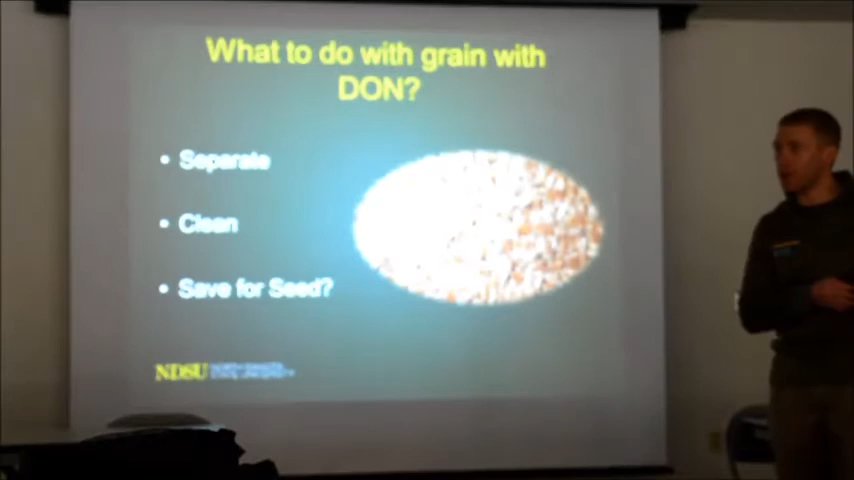 What to do with grain with
DON?
• Separate
• Clean
• Save for Seed?
NDSU